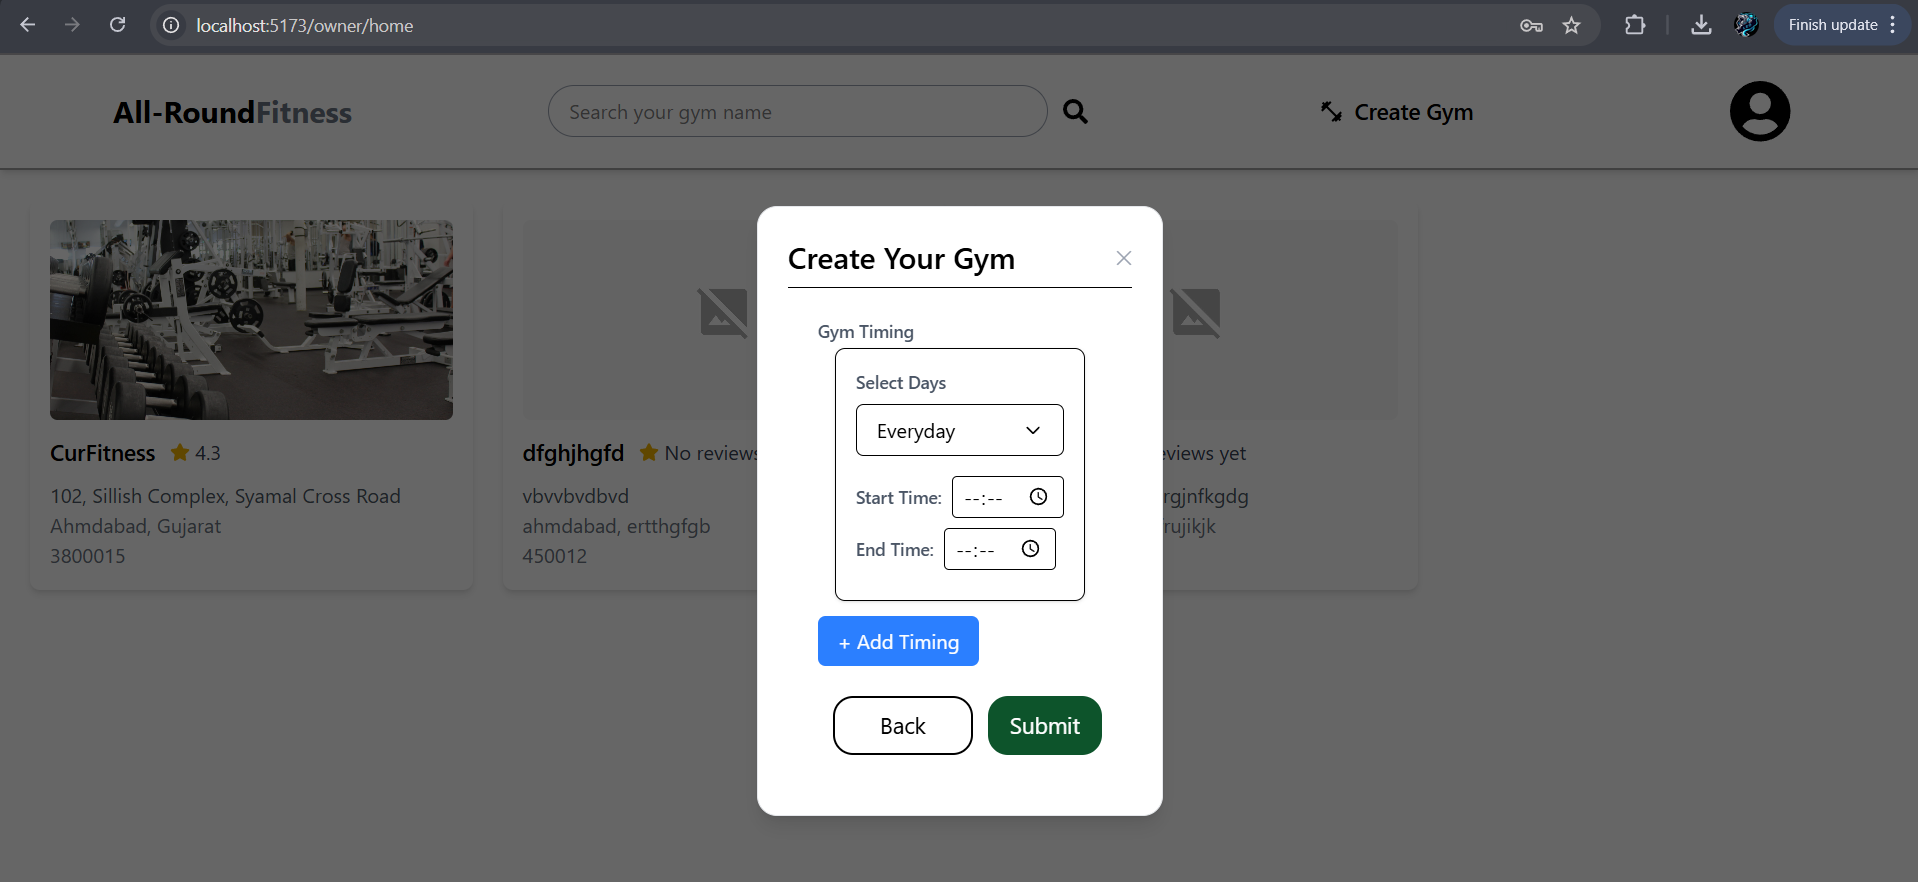 localhost:5173/owner/home
Finish update
All-RoundFitness
Search your gym name
Create Gym
CurFitness 4.3
102, Sillish Complex, Syamal Cross Road
Ahmdabad, Gujarat
3800015
dfghjhgfd No reviews
vbvvbvdbvd
ahmdabad, ertthgfgb
450012
Create Your Gym
Gym Timing
Select Days
Everyday
Start Time: --:--
End Time: --:--
+ Add Timing
Back
Submit
views yet
rgjnfkgdg
rujikjk